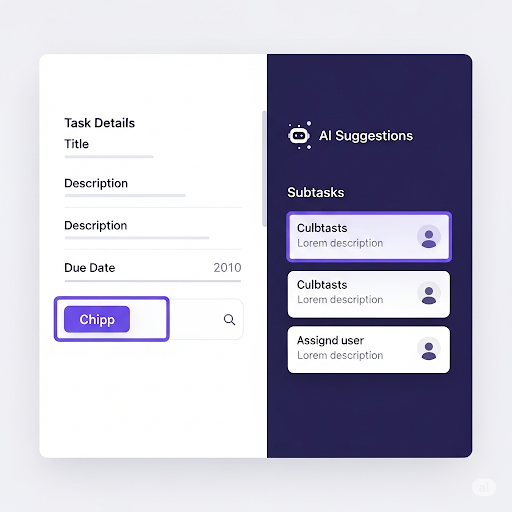 Task Details
Title
Description
Description
Due Date 2010
Chipp
AI Suggestions
Subtasks
Culbtasts
Lorem description
Culbtasts
Lorem description
Assignd user
Lorem description